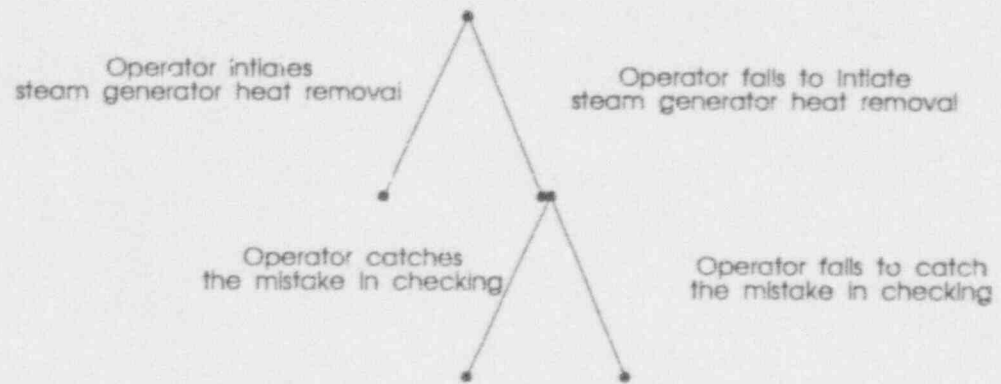 Operator intiates
steam generator heat removal
Operator fails to Intiate
steam generator heat removal
Operator catches
the mistake in checking
Operator fails to catch
the mistake in checking